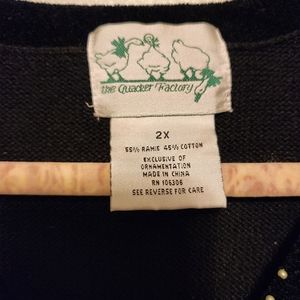 the Quacker Factory
2X
55% RAMIE 45% COTTON
EXCLUSIVE OF
ORNAMENTATION
MADE IN CHINA
RN 106306
SEE REVERSE FOR CARE